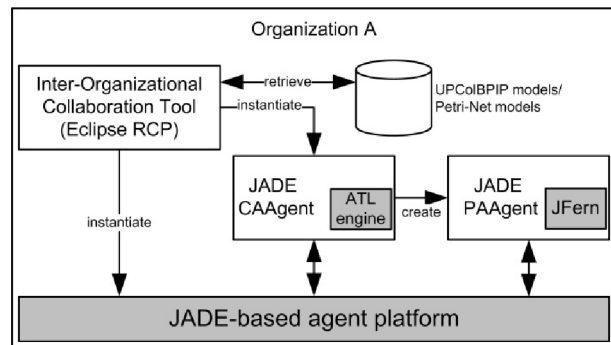 Organization A
Inter-Organizational
Collaboration Tool
(Eclipse RCP)
retrieve
instantiate
UPColBPIP models/
Petri-Net models
JADE
CAAgent
ATL
engine
create
JADE
PAAgent
JFern
instantiate
JADE-based agent platform